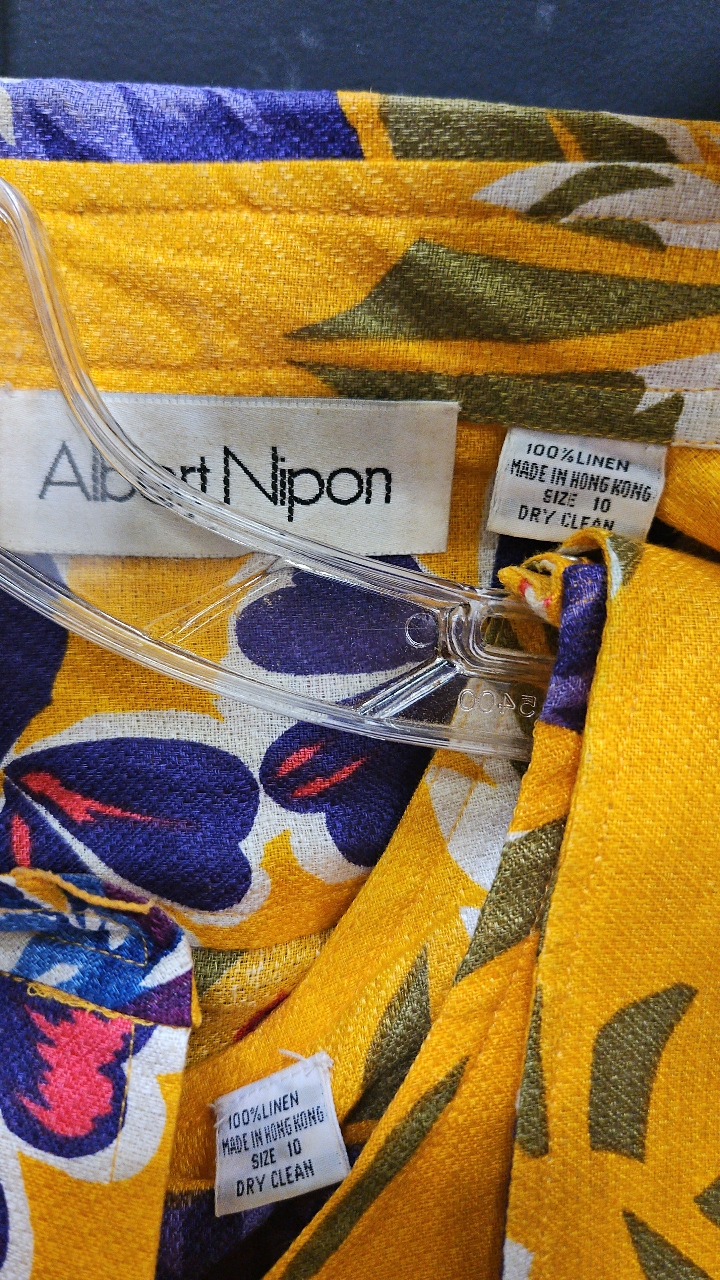 Albert Nipon
100%LINEN
MADE IN HONG KONG
SIZE 10
DRY CLEAN
5400
100%LINEN
MADE IN HONG KONG
SIZE 10
DRY CLEAN